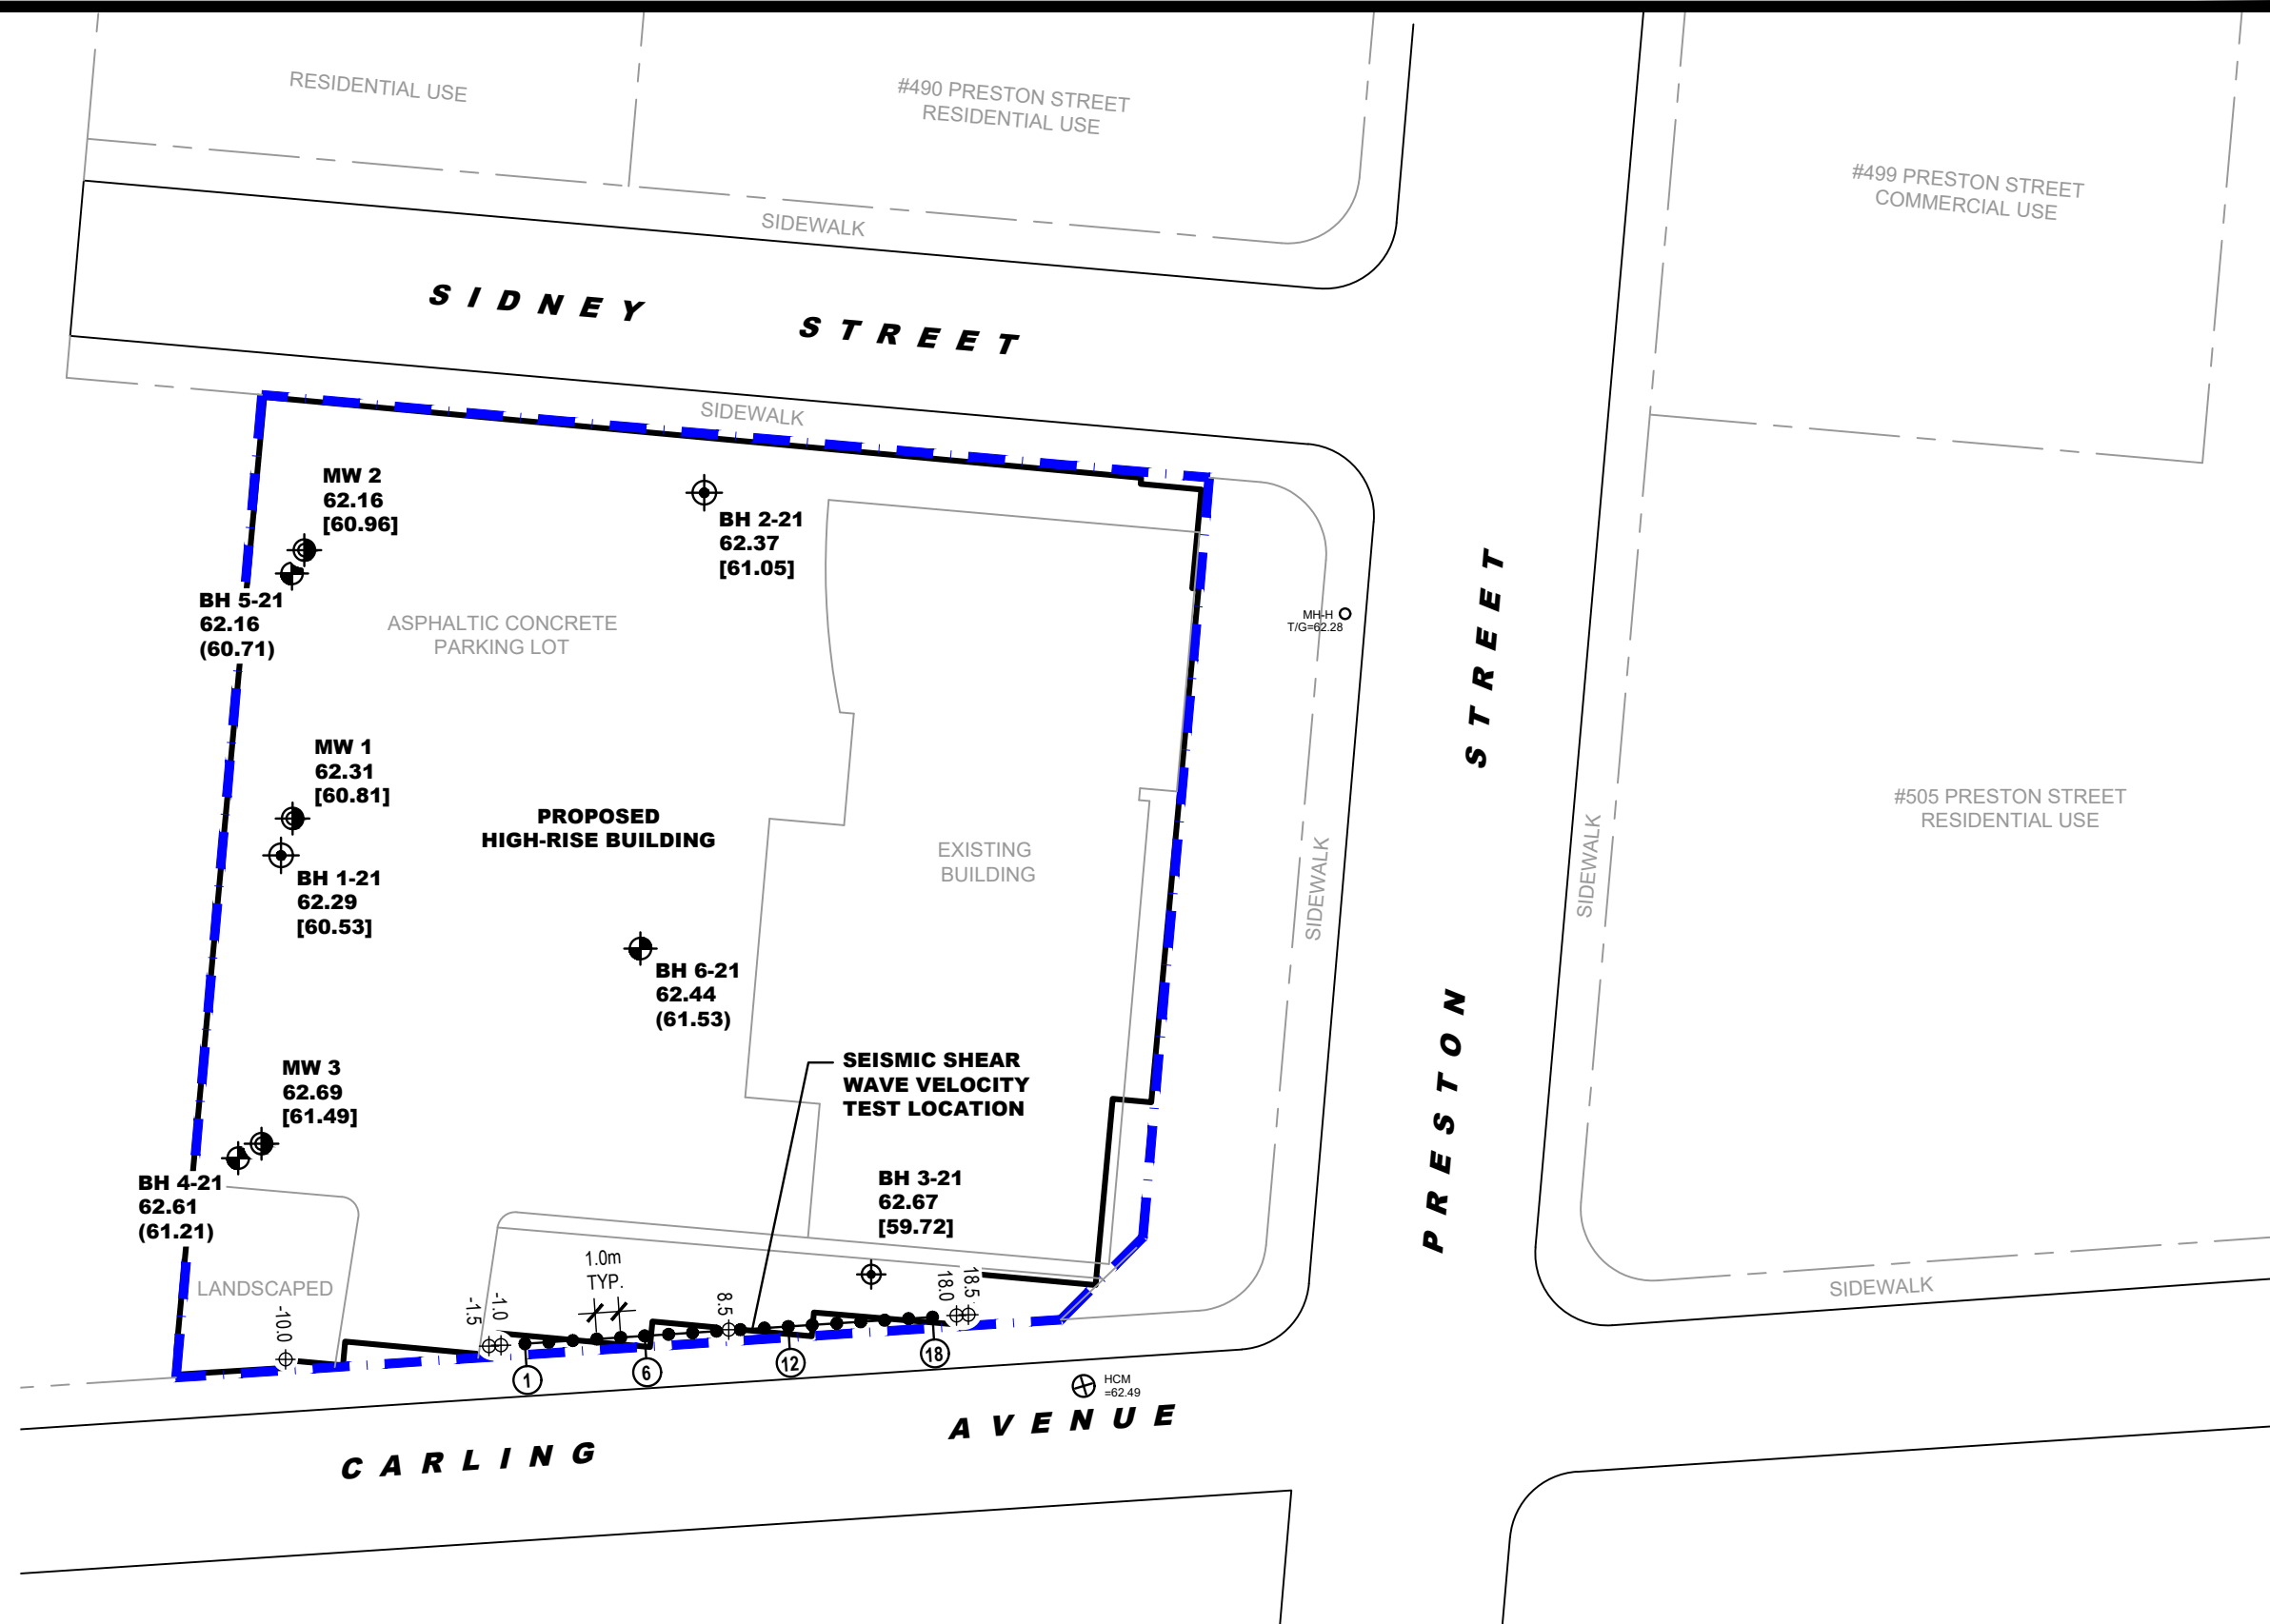 RESIDENTIAL USE
#490 PRESTON STREET
RESIDENTIAL USE
#499 PRESTON STREET
COMMERCIAL USE
SIDEWALK
SIDNEY STREET
SIDEWALK
MW 2
62.16
[60.96]
BH 2-21
62.37
[61.05]
BH 5-21
62.16
(60.71)
ASPHALTIC CONCRETE
PARKING LOT
MH-H
T/G=62.28
MW 1
62.31
[60.81]
PROPOSED
HIGH-RISE BUILDING
EXISTING
BUILDING
#505 PRESTON STREET
RESIDENTIAL USE
SIDEWALK
SIDEWALK
PRESTON STREET
BH 1-21
62.29
[60.53]
BH 6-21
62.44
(61.53)
MW 3
62.69
[61.49]
SEISMIC SHEAR
WAVE VELOCITY
TEST LOCATION
BH 4-21
62.61
(61.21)
BH 3-21
62.67
[59.72]
LANDSCAPED
1.0m
TYP.
-10.0
-1.5
-1.0
8.5
18.0
18.5
SIDEWALK
1
6
12
18
HCM
=62.49
CARLING AVENUE